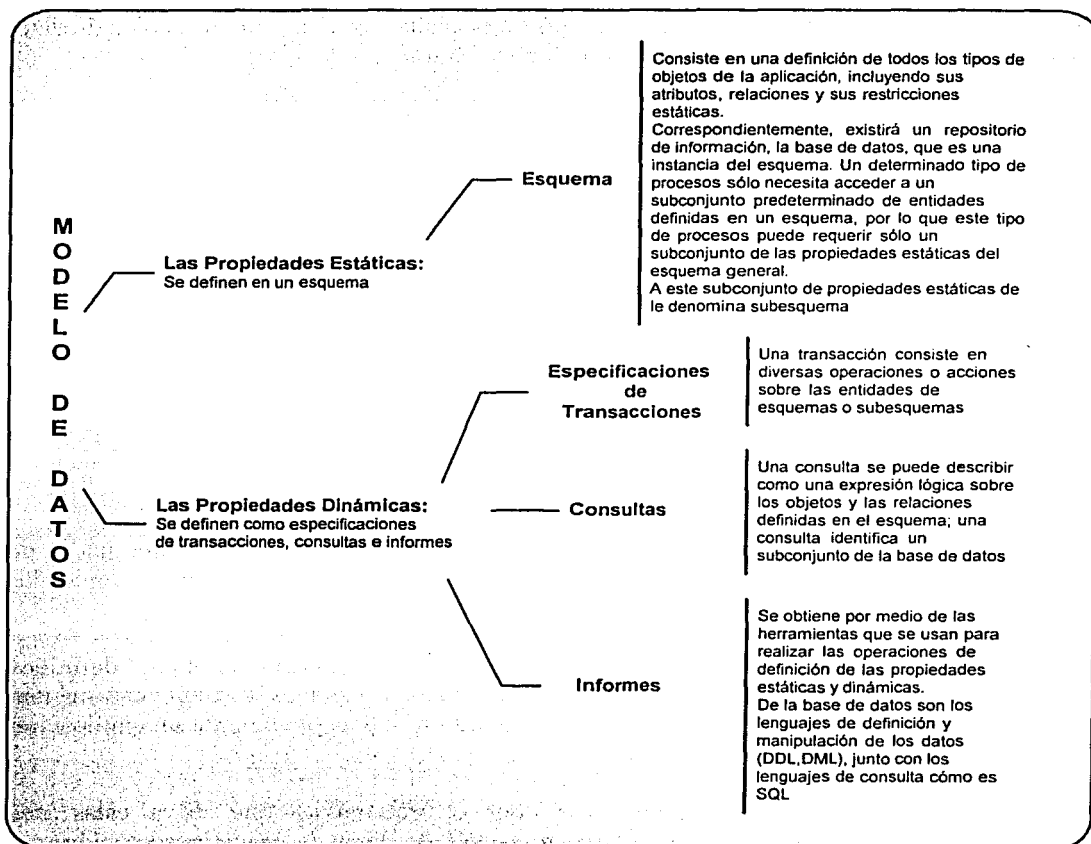 MODELO DE DATOS
Las Propiedades Estáticas:
Se definen en un esquema
Esquema
Consiste en una definición de todos los tipos de
objetos de la aplicación, incluyendo sus
atributos, relaciones y sus restricciones
estáticas.
Correspondientemente, existirá un repositorio
de información, la base de datos, que es una
instancia del esquema. Un determinado tipo de
procesos sólo necesita acceder a un
subconjunto predeterminado de entidades
definidas en un esquema, por lo que este tipo
de procesos puede requerir sólo un
subconjunto de las propiedades estáticas del
esquema general.
A este subconjunto de propiedades estáticas de
le denomina subesquema
Las Propiedades Dinámicas:
Se definen como especificaciones
de transacciones, consultas e informes
Especificaciones
de
Transacciones
Una transacción consiste en
diversas operaciones o acciones
sobre las entidades de
esquemas o subesquemas
Consultas
Una consulta se puede describir
como una expresión lógica sobre
los objetos y las relaciones
definidas en el esquema; una
consulta identifica un
subconjunto de la base de datos
Informes
Se obtiene por medio de las
herramientas que se usan para
realizar las operaciones de
definición de las propiedades
estáticas y dinámicas.
De la base de datos son los
lenguajes de definición y
manipulación de los datos
(DDL,DML), junto con los
lenguajes de consulta cómo es
SQL